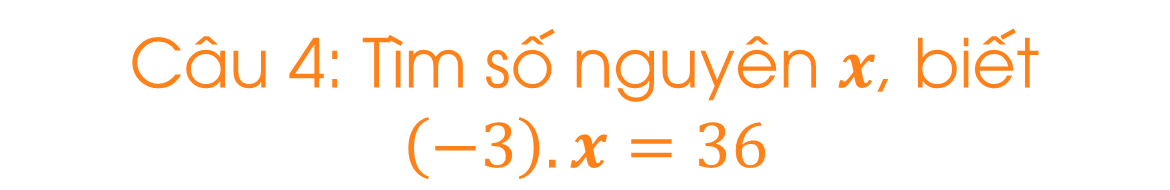 Câu 4: Tìm số nguyên x, biết
(−3). x = 36